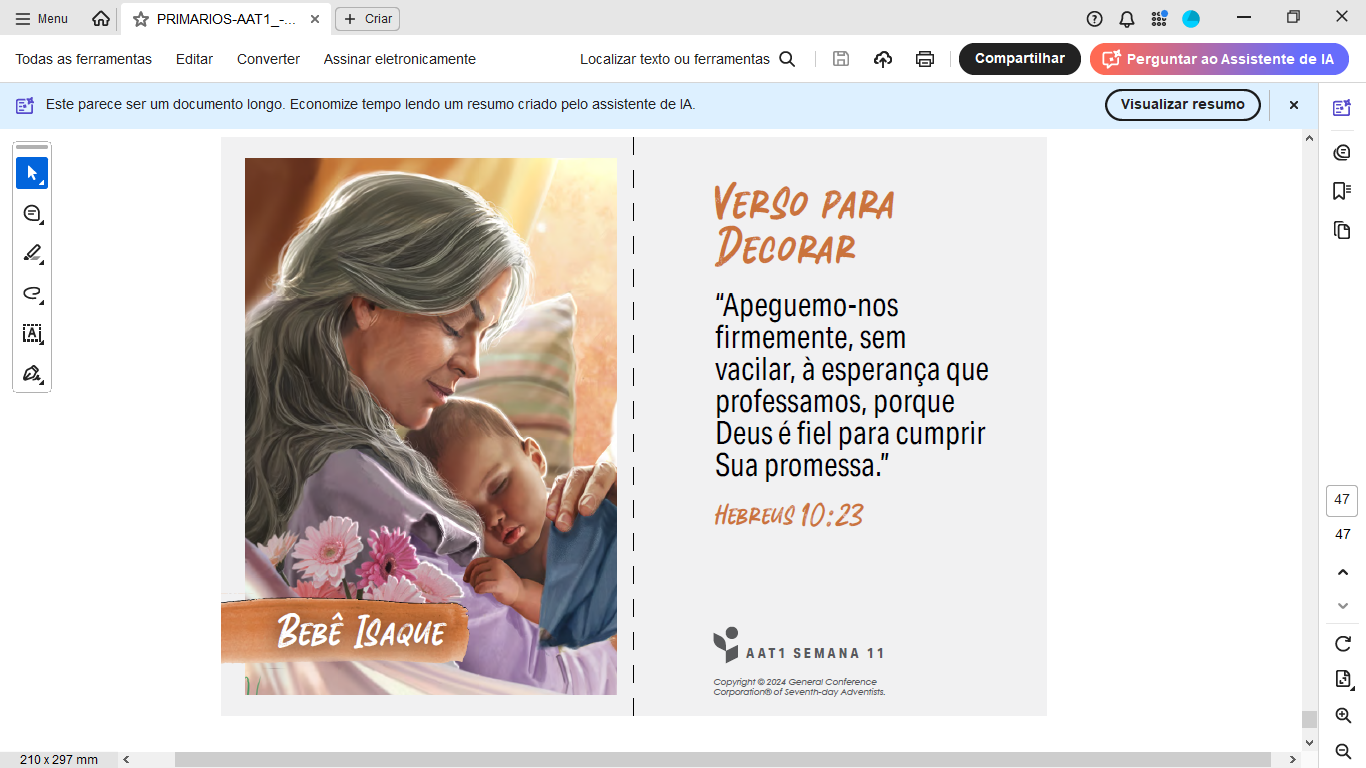 Menu
PRIMARIOS-AAT1_-...
Criar
Todas as ferramentas
Editar
Converter
Assinar eletronicamente
Localizar texto ou ferramentas
Compartilhar
Perguntar ao Assistente de IA
Este parece ser um documento longo. Economize tempo lendo um resumo criado pelo assistente de IA.
Visualizar resumo
Bebê Isaque
Verso para
Decorar
“Apeguemo-nos
firmemente, sem
vacilar, à esperança que
professamos, porque
Deus é fiel para cumprir
Sua promessa.”
Hebreus 10:23
AAT1 SEMANA 11
Copyright © 2024 General Conference
Corporation® of Seventh-day Adventists.
47
47
210 x 297 mm